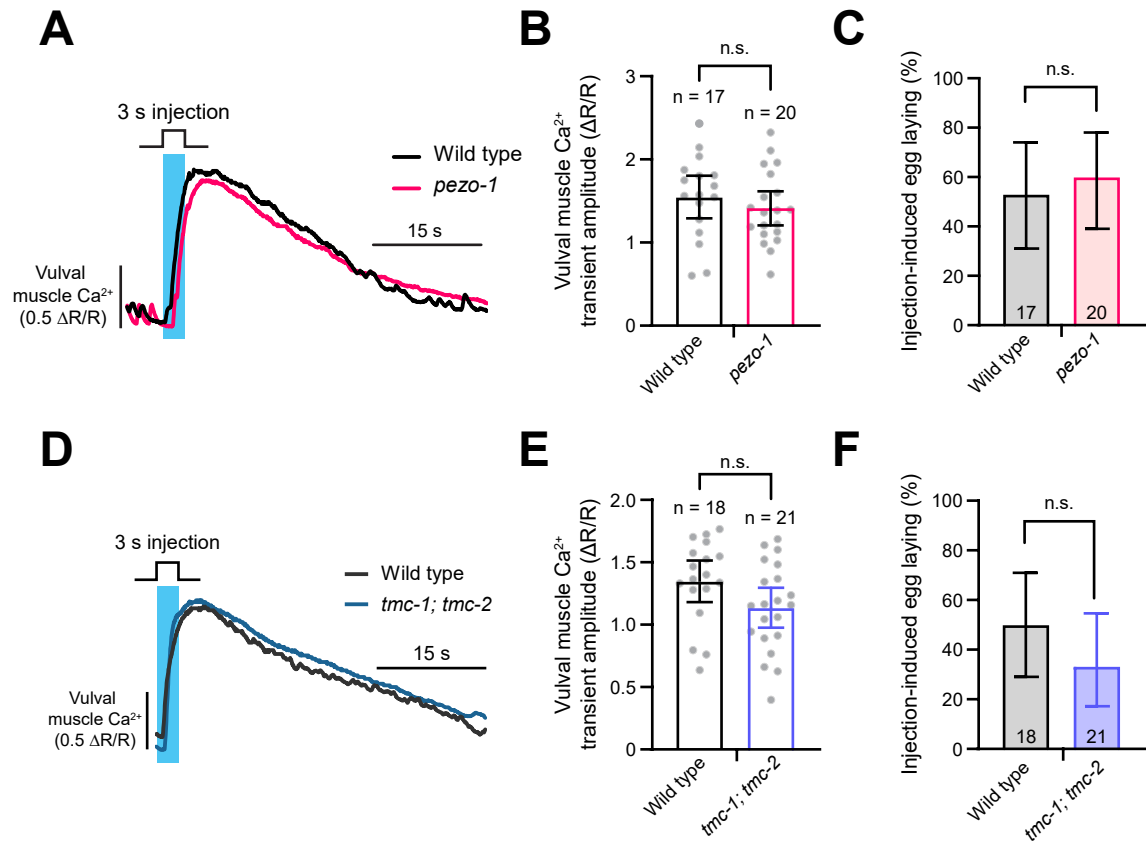 A
3 s injection
Wild type
pezo-1
15 s
Vulval
muscle Ca²⁺
(0.5 ΔR/R)
B
n.s.
n = 17
n = 20
Vulval muscle Ca²⁺
transient amplitude (ΔR/R)
3
2
1
0
Wild type
pezo-1
C
n.s.
Injection-induced egg laying (%)
100
80
60
40
20
0
17
20
Wild type
pezo-1
D
3 s injection
Wild type
tmc-1; tmc-2
15 s
Vulval
muscle Ca²⁺
(0.5 ΔR/R)
E
n.s.
n = 18
n = 21
Vulval muscle Ca²⁺
transient amplitude (ΔR/R)
2.0
1.5
1.0
0.5
0
Wild type
tmc-1; tmc-2
F
n.s.
Injection-induced egg laying (%)
100
80
60
40
20
0
18
21
Wild type
tmc-1; tmc-2